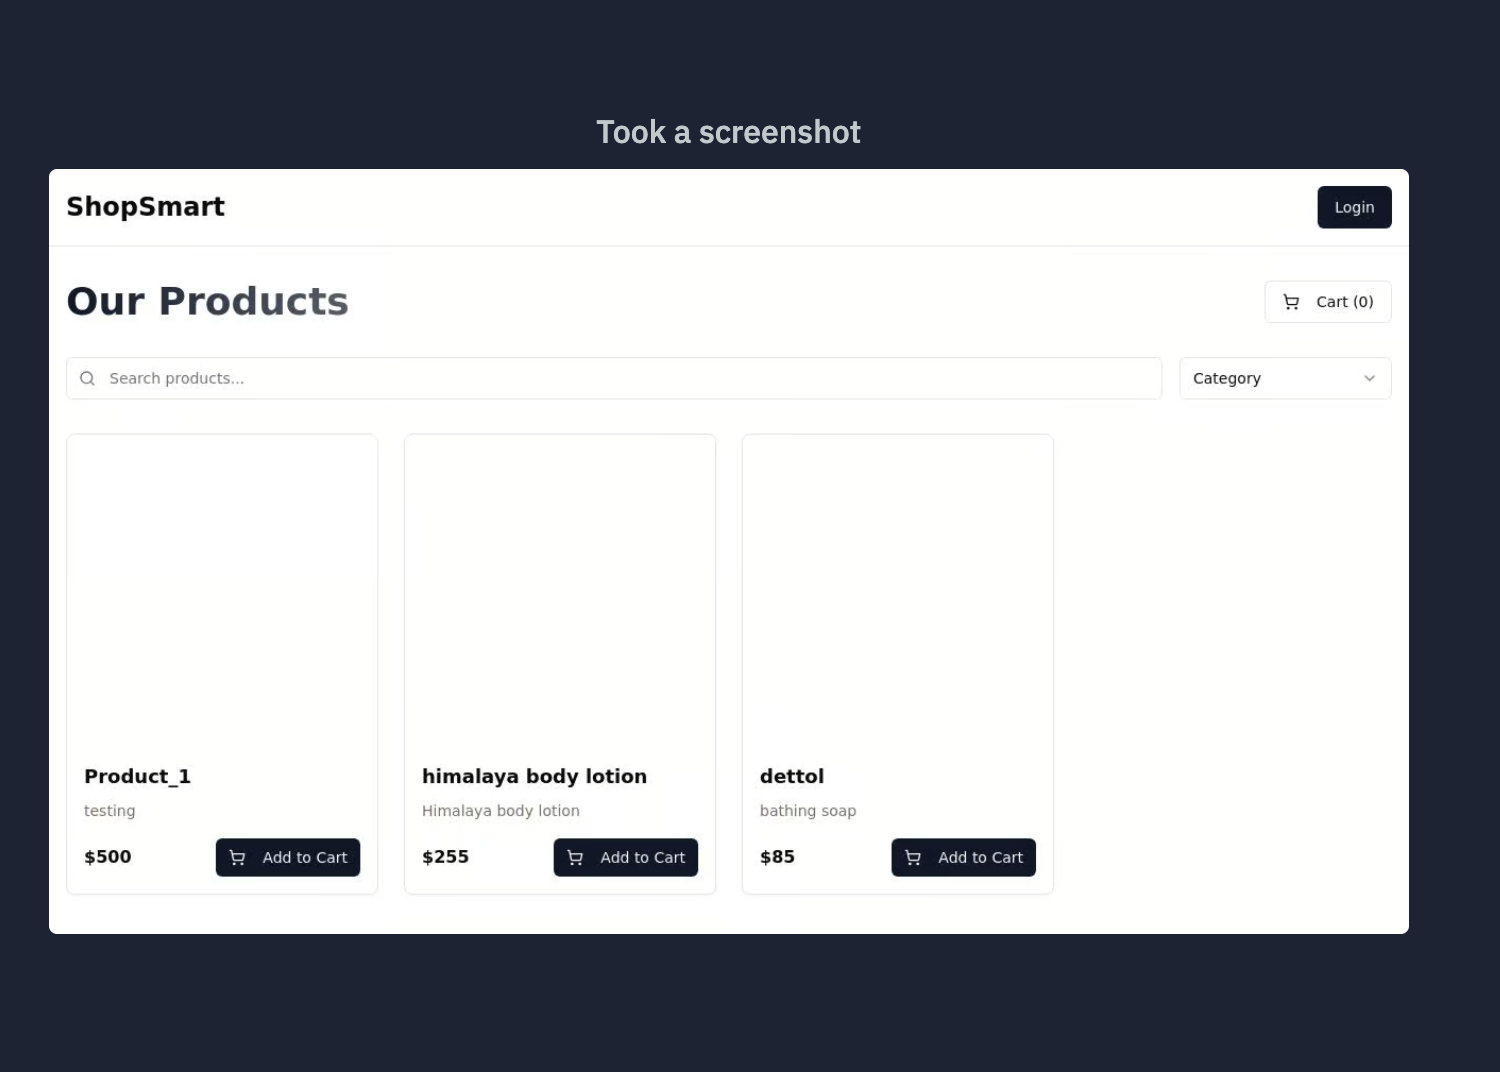 Took a screenshot
ShopSmart
Login
Our Products
Cart (0)
Search products...
Category
Product_1
testing
$500
Add to Cart
himalaya body lotion
Himalaya body lotion
$255
Add to Cart
dettol
bathing soap
$85
Add to Cart